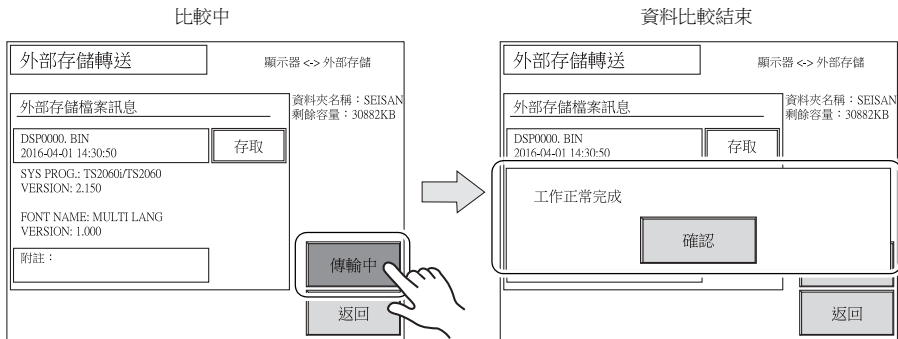 比較中
外部存儲轉送
顯示器 <-> 外部存儲
外部存儲檔案訊息
資料夾名稱：SEISAN
剩餘容量：30882KB
DSP0000. BIN
2016-04-01 14:30:50
存取
SYS PROG.: TS2060i/TS2060
VERSION: 2.150
FONT NAME: MULTI LANG
VERSION: 1.000
附註：
傳輸中
返回
資料比較結束
外部存儲轉送
顯示器 <-> 外部存儲
外部存儲檔案訊息
資料夾名稱：SEISAN
剩餘容量：30882KB
DSP0000. BIN
2016-04-01 14:30:50
存取
工作正常完成
確認
返回